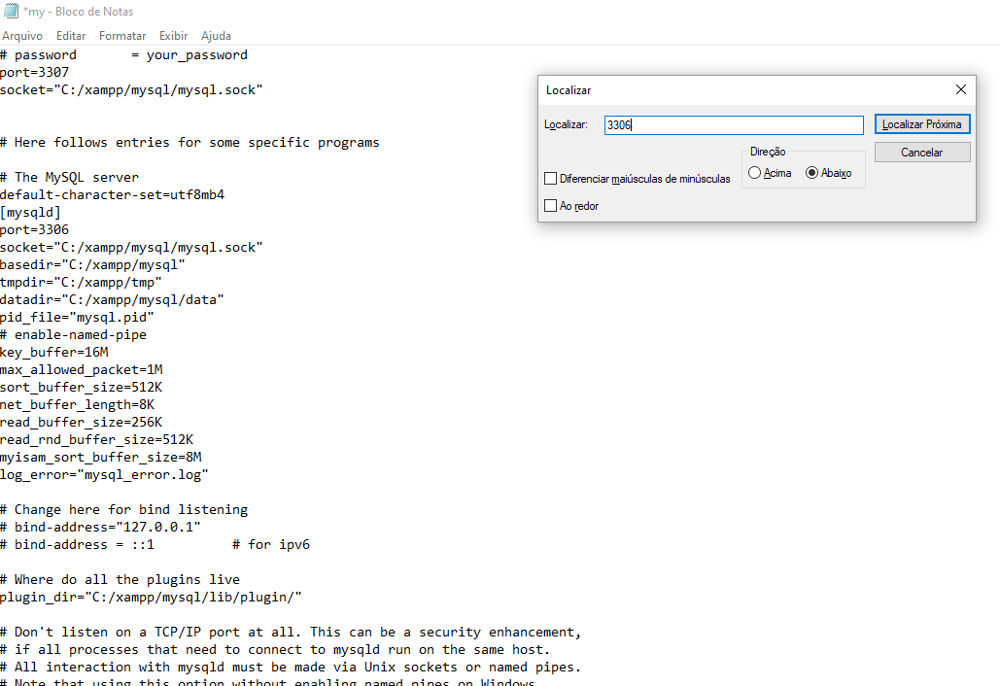 *my - Bloco de Notas
Arquivo Editar Formatar Exibir Ajuda
# password       = your_password
port=3307
socket="C:/xampp/mysql/mysql.sock"
# Here follows entries for some specific programs
# The MySQL server
default-character-set=utf8mb4
[mysqld]
port=3306
socket="C:/xampp/mysql/mysql.sock"
basedir="C:/xampp/mysql"
tmpdir="C:/xampp/tmp"
datadir="C:/xampp/mysql/data"
pid_file="mysql.pid"
# enable-named-pipe
key_buffer=16M
max_allowed_packet=1M
sort_buffer_size=512K
net_buffer_length=8K
read_buffer_size=256K
read_rnd_buffer_size=512K
myisam_sort_buffer_size=8M
log_error="mysql_error.log"
# Change here for bind listening
# bind-address="127.0.0.1"
# bind-address = ::1          # for ipv6
# Where do all the plugins live
plugin_dir="C:/xampp/mysql/lib/plugin/"
# Don't listen on a TCP/IP port at all. This can be a security enhancement,
# if all processes that need to connect to mysqld run on the same host.
# All interaction with mysqld must be made via Unix sockets or named pipes.
# Note that using this option without enabling named pipes on Windows
Localizar
Localizar: 3306 Localizar Próxima
Cancelar
Direção
Acima Abaixo
Diferenciar maiúsculas de minúsculas
Ao redor